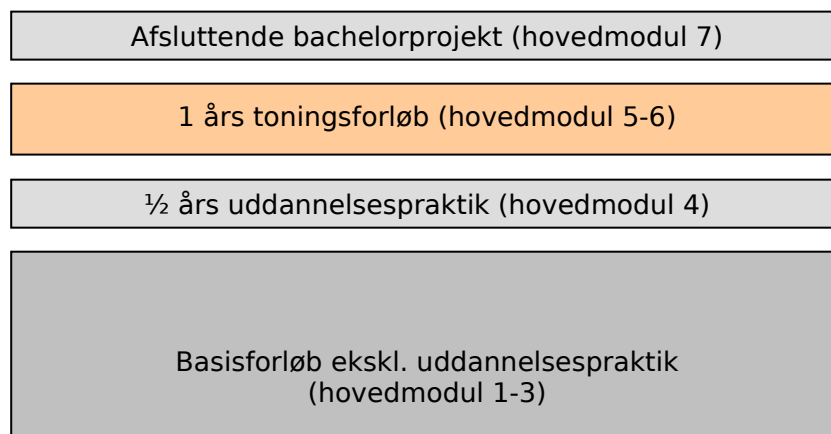 Afsluttende bachelorprojekt (hovedmodul 7)
1 års toningsforløb (hovedmodul 5-6)
½ års uddannelsespraktik (hovedmodul 4)
Basisforløb ekskl. uddannelsespraktik
(hovedmodul 1-3)